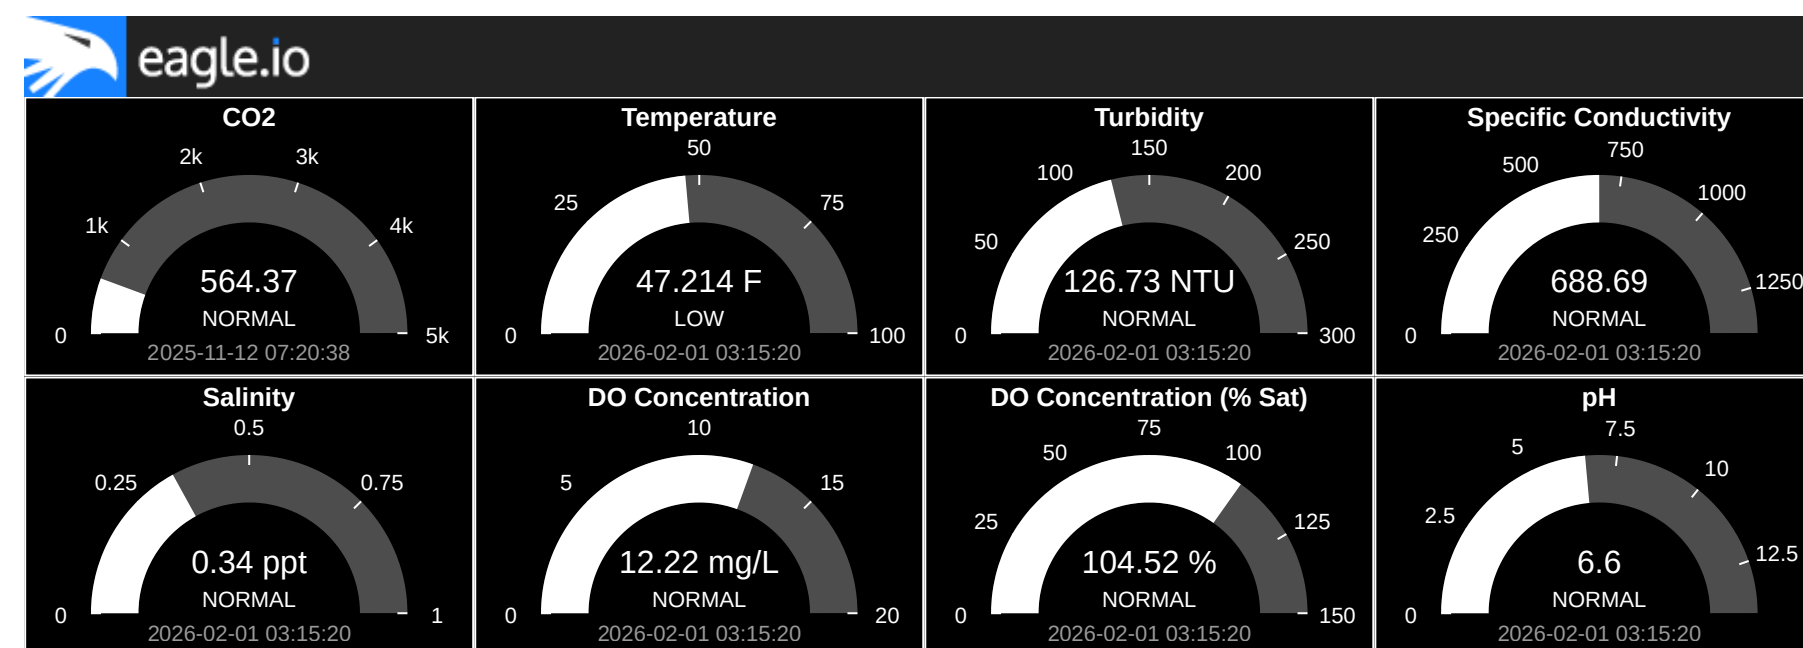 eagle.io
CO2
2k 3k
1k 4k
564.37
NORMAL
0 5k
2025-11-12 07:20:38
Temperature
50
25 75
47.214 F
LOW
0 100
2026-02-01 03:15:20
Turbidity
150
100 200
50 250
126.73 NTU
NORMAL
0 300
2026-02-01 03:15:20
Specific Conductivity
750
500
1000
250
688.69 1250
NORMAL
0
2026-02-01 03:15:20
Salinity
0.5
0.25 0.75
0.34 ppt
NORMAL
0 1
2026-02-01 03:15:20
DO Concentration
10
5 15
12.22 mg/L
NORMAL
0 20
2026-02-01 03:15:20
DO Concentration (% Sat)
75
50 100
25 125
104.52 %
NORMAL
0 150
2026-02-01 03:15:20
pH
7.5
5
10
2.5
6.6 12.5
NORMAL
0
2026-02-01 03:15:20